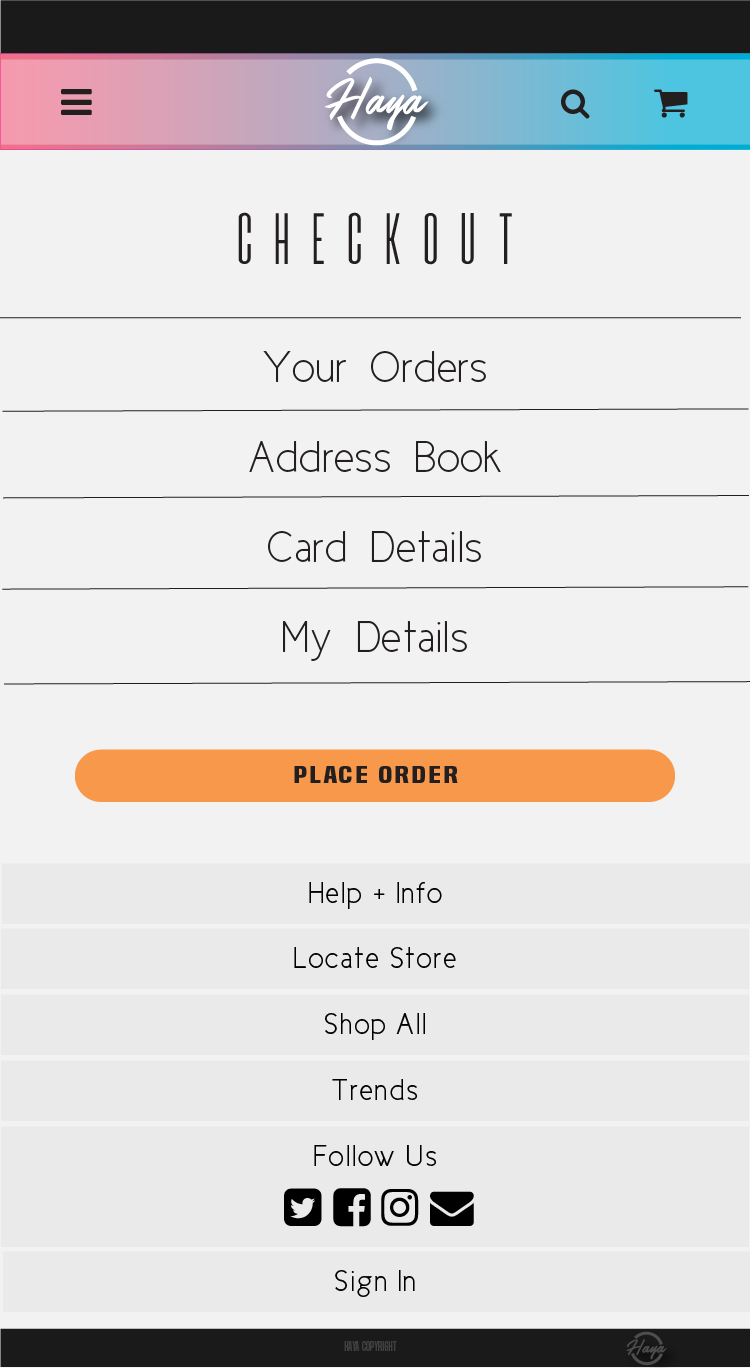 Haya
CHECKOUT
Your Orders
Address Book
Card Details
My Details
PLACE ORDER
Help + Info
Locate Store
Shop All
Trends
Follow Us
Sign In
HAYA COPYRIGHT
Haya